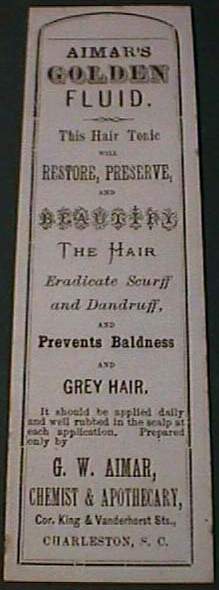 AIMAR'S
GOLDEN
FLUID.
This Hair Tonic
WILL
RESTORE, PRESERVE,
AND
BEAUTIFY
THE HAIR
Eradicate Scurff
and Dandruff,
AND
Prevents Baldness
AND
GREY HAIR.
It should be applied daily
and well rubbed in the scalp at
each application. Prepared
only by
G. W. AIMAR,
CHEMIST & APOTHECARY,
Cor. King & Vanderhorst Sts.,
CHARLESTON, S. C.